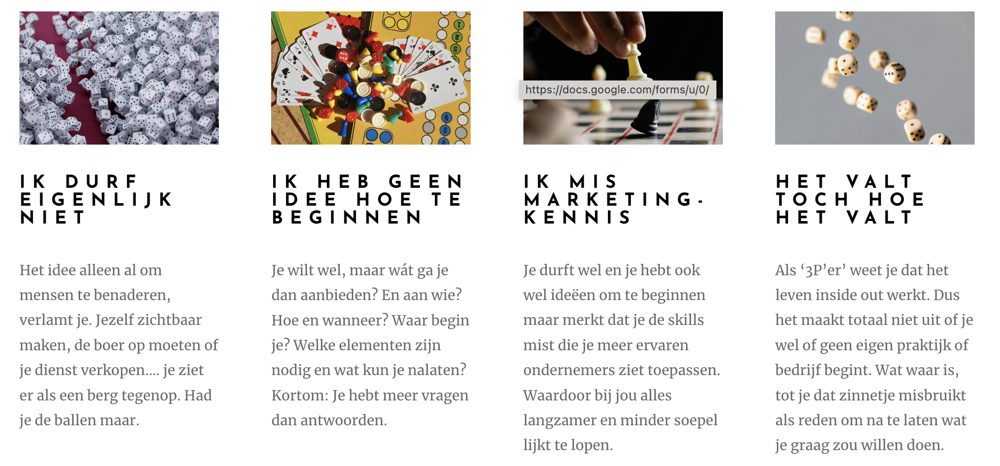 https://docs.google.com/forms/u/0/
IK DURF
EIGENLIJK
NIET
Het idee alleen al om
mensen te benaderen,
verlamt je. Jezelf zichtbaar
maken, de boer op moeten of
je dienst verkopen.... je ziet
er als een berg tegenop. Had
je de ballen maar.
IK HEB GEEN
IDEE HOE TE
BEGINNEN
Je wilt wel, maar wát ga je
dan aanbieden? En aan wie?
Hoe en wanneer? Waar begin
je? Welke elementen zijn
nodig en wat kun je nalaten?
Kortom: Je hebt meer vragen
dan antwoorden.
IK MIS
MARKETING-
KENNIS
Je durft wel en je hebt ook
wel ideëen om te beginnen
maar merkt dat je de skills
mist die je meer ervaren
ondernemers ziet toepassen.
Waardoor bij jou alles
langzamer en minder soepel
lijkt te lopen.
HET VALT
TOCH HOE
HET VALT
Als ‘3P’er’ weet je dat het
leven inside out werkt. Dus
het maakt totaal niet uit of je
wel of geen eigen praktijk of
bedrijf begint. Wat waar is,
tot je dat zinnetje misbruikt
als reden om na te laten wat
je graag zou willen doen.